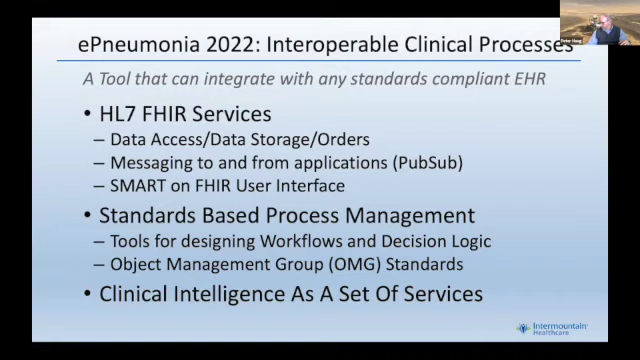 ePneumonia 2022: Interoperable Clinical Processes
A Tool that can integrate with any standards compliant EHR
• HL7 FHIR Services
– Data Access/Data Storage/Orders
– Messaging to and from applications (PubSub)
– SMART on FHIR User Interface
• Standards Based Process Management
– Tools for designing Workflows and Decision Logic
– Object Management Group (OMG) Standards
• Clinical Intelligence As A Set Of Services
Intermountain
Healthcare
Peter Haug